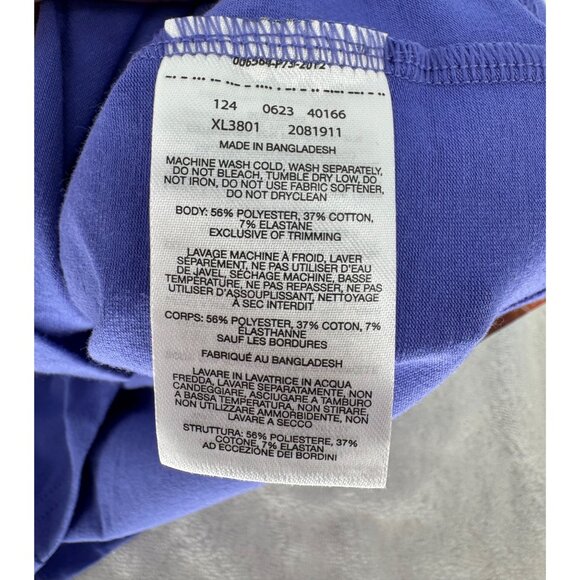 124 0623 40166
XL3801 2081911
MADE IN BANGLADESH
MACHINE WASH COLD, WASH SEPARATELY,
DO NOT BLEACH, TUMBLE DRY LOW, DO
NOT IRON, DO NOT USE FABRIC SOFTENER,
DO NOT DRYCLEAN
BODY: 56% POLYESTER, 37% COTTON,
7% ELASTANE
EXCLUSIVE OF TRIMMING
LAVAGE MACHINE À FROID, LAVER
SÉPARÉMENT, NE PAS UTILISER D'EAU
DE JAVEL, SÉCHAGE MACHINE, BASSE
TEMPÉRATURE, NE PAS REPASSER, NE PAS
UTILISER D'ASSOUPLISSANT, NETTOYAGE
À SEC INTERDIT
CORPS: 56% POLYESTER, 37% COTON, 7%
ELASTHANNE
SAUF LES BORDURES
FABRIQUÉ AU BANGLADESH
LAVARE IN LAVATRICE IN ACQUA
FREDDA, LAVARE SEPARATAMENTE, NON
CANDEGGIARE, ASCIUGARE A TAMBURO
A BASSA TEMPERATURA, NON STIRARE
NON UTILIZZARE AMMORBIDENTE, NON
LAVARE A SECCO
STRUTTURA: 56% POLIESTERE, 37%
COTONE, 7% ELASTAN
AD ECCEZIONE DEI BORDINI